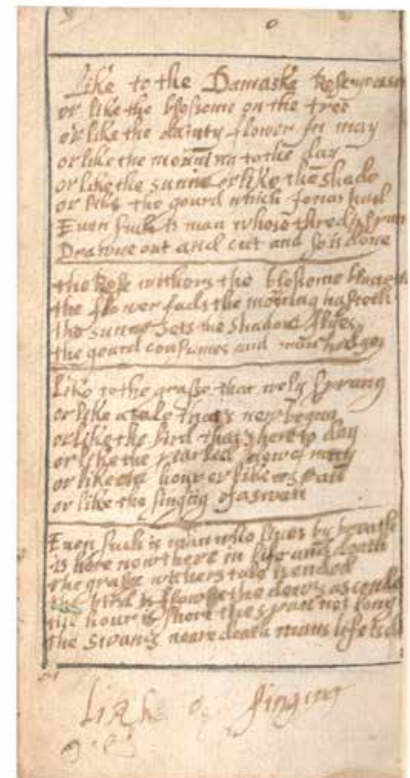 Like to the Damaske Rose you see
or like the blossome on the tree
or like the dainty flower in may
or like the morning to the day
or like the sunne or like the shade
or like the gourd which Jonas had
Even such is man whose thred is spun
Drawne out and cut and so is done
the Rose withers the blossome blasteth
the flower fads the morning hasteth
the sunne sets the shadow flyes
the gourd consumes and man he dyes
Like to the grasse that newly sprung
or like a tale that's new begun
or like the bird that's here to day
or like the pearled dew of may
or like an hour or like a span
or like the singing of a swan
Even such is man who lives by breath
is here now there in life and death
the grasse withers tale is ended
the bird is flowne the dew's ascended
the hour is short the span not long
the swan's neare death mans life is
Like singing